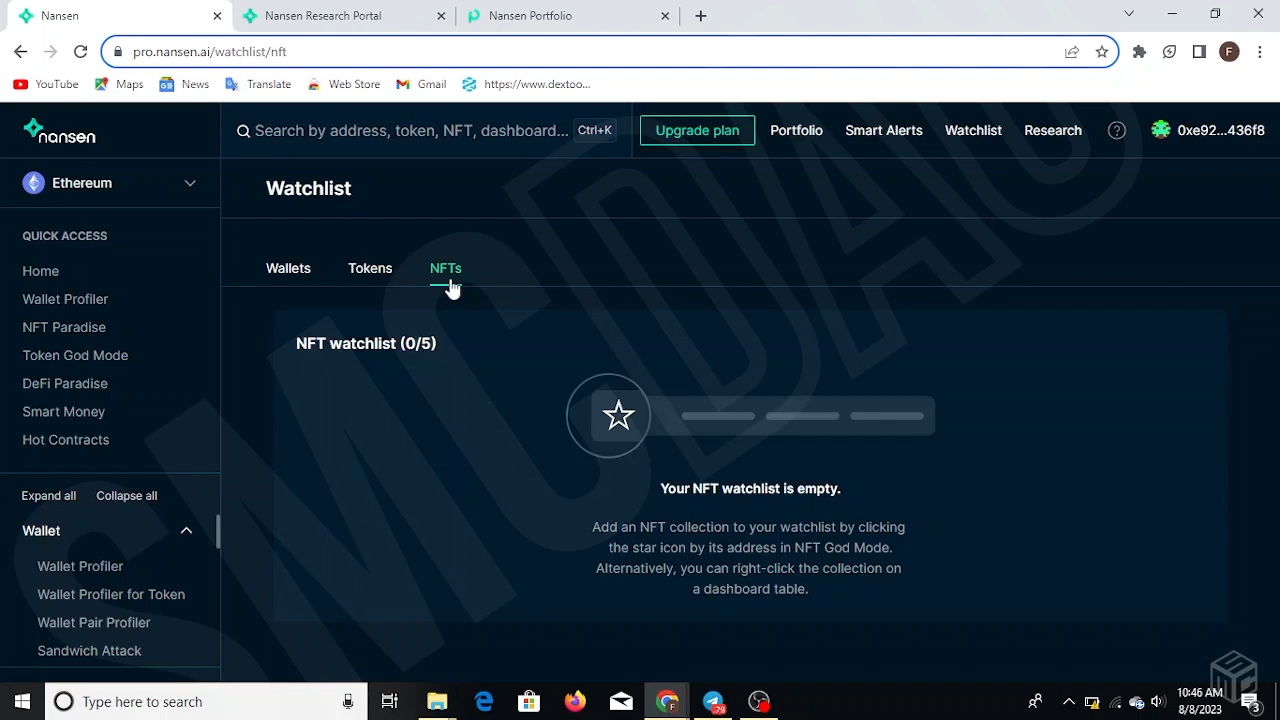 Nansen
Nansen Research Portal
Nansen Portfolio
pro.nansen.ai/watchlist/nft
F
YouTube
Maps
News
Translate
Web Store
Gmail
https://www.dextoo...
nansen
Search by address, token, NFT, dashboard...
Ctrl+K
Upgrade plan
Portfolio
Smart Alerts
Watchlist
Research
?
0xe92...436f8
Ethereum
Watchlist
QUICK ACCESS
Home
Wallet Profiler
NFT Paradise
Token God Mode
DeFi Paradise
Smart Money
Hot Contracts
Wallets
Tokens
NFTs
NFT watchlist (0/5)
Your NFT watchlist is empty.
Add an NFT collection to your watchlist by clicking
the star icon by its address in NFT God Mode.
Alternatively, you can right-click the collection on
a dashboard table.
Expand all
Collapse all
Wallet
Wallet Profiler
Wallet Profiler for Token
Wallet Pair Profiler
Sandwich Attack
SMCDAO
Type here to search
79
10:46 AM
8/8/2023
3